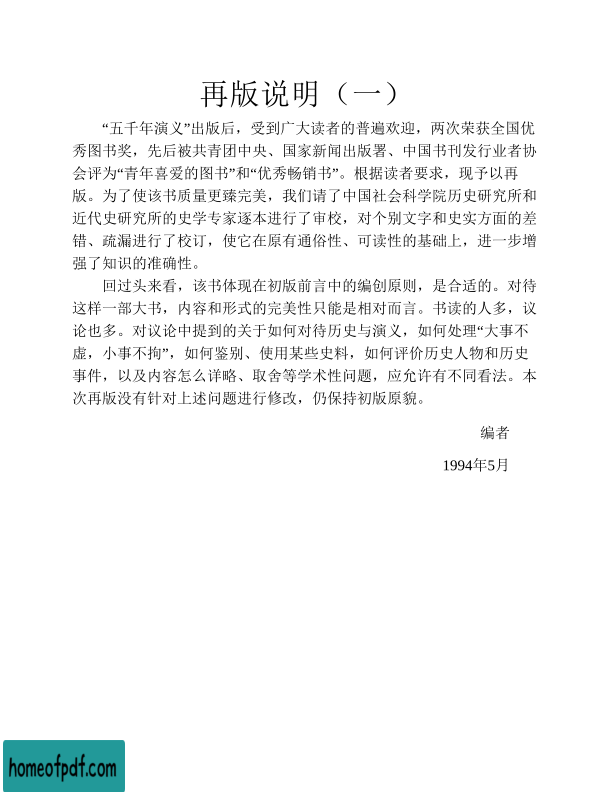 再版说明（一）
“五千年演义”出版后，受到广大读者的普遍欢迎，两次荣获全国优
秀图书奖，先后被共青团中央、国家新闻出版署、中国书刊发行业者协
会评为“青年喜爱的图书”和“优秀畅销书”。根据读者要求，现予以再
版。为了使该书质量更臻完美，我们请了中国社会科学院历史研究所和
近代史研究所的史学专家逐本进行了审校，对个别文字和史实方面的差
错、疏漏进行了校订，使它在原有通俗性、可读性的基础上，进一步增
强了知识的准确性。
回过头来看，该书体现在初版前言中的编创原则，是合适的。对待
这样一部大书，内容和形式的完美性只能是相对而言。书读的人多，议
论也多。对议论中提到的关于如何对待历史与演义，如何处理“大事不
虚，小事不拘”，如何鉴别、使用某些史料，如何评价历史人物和历史
事件，以及内容怎么详略、取舍等学术性问题，应允许有不同看法。本
次再版没有针对上述问题进行修改，仍保持初版原貌。
编者
1994年5月
homeofpdf.com